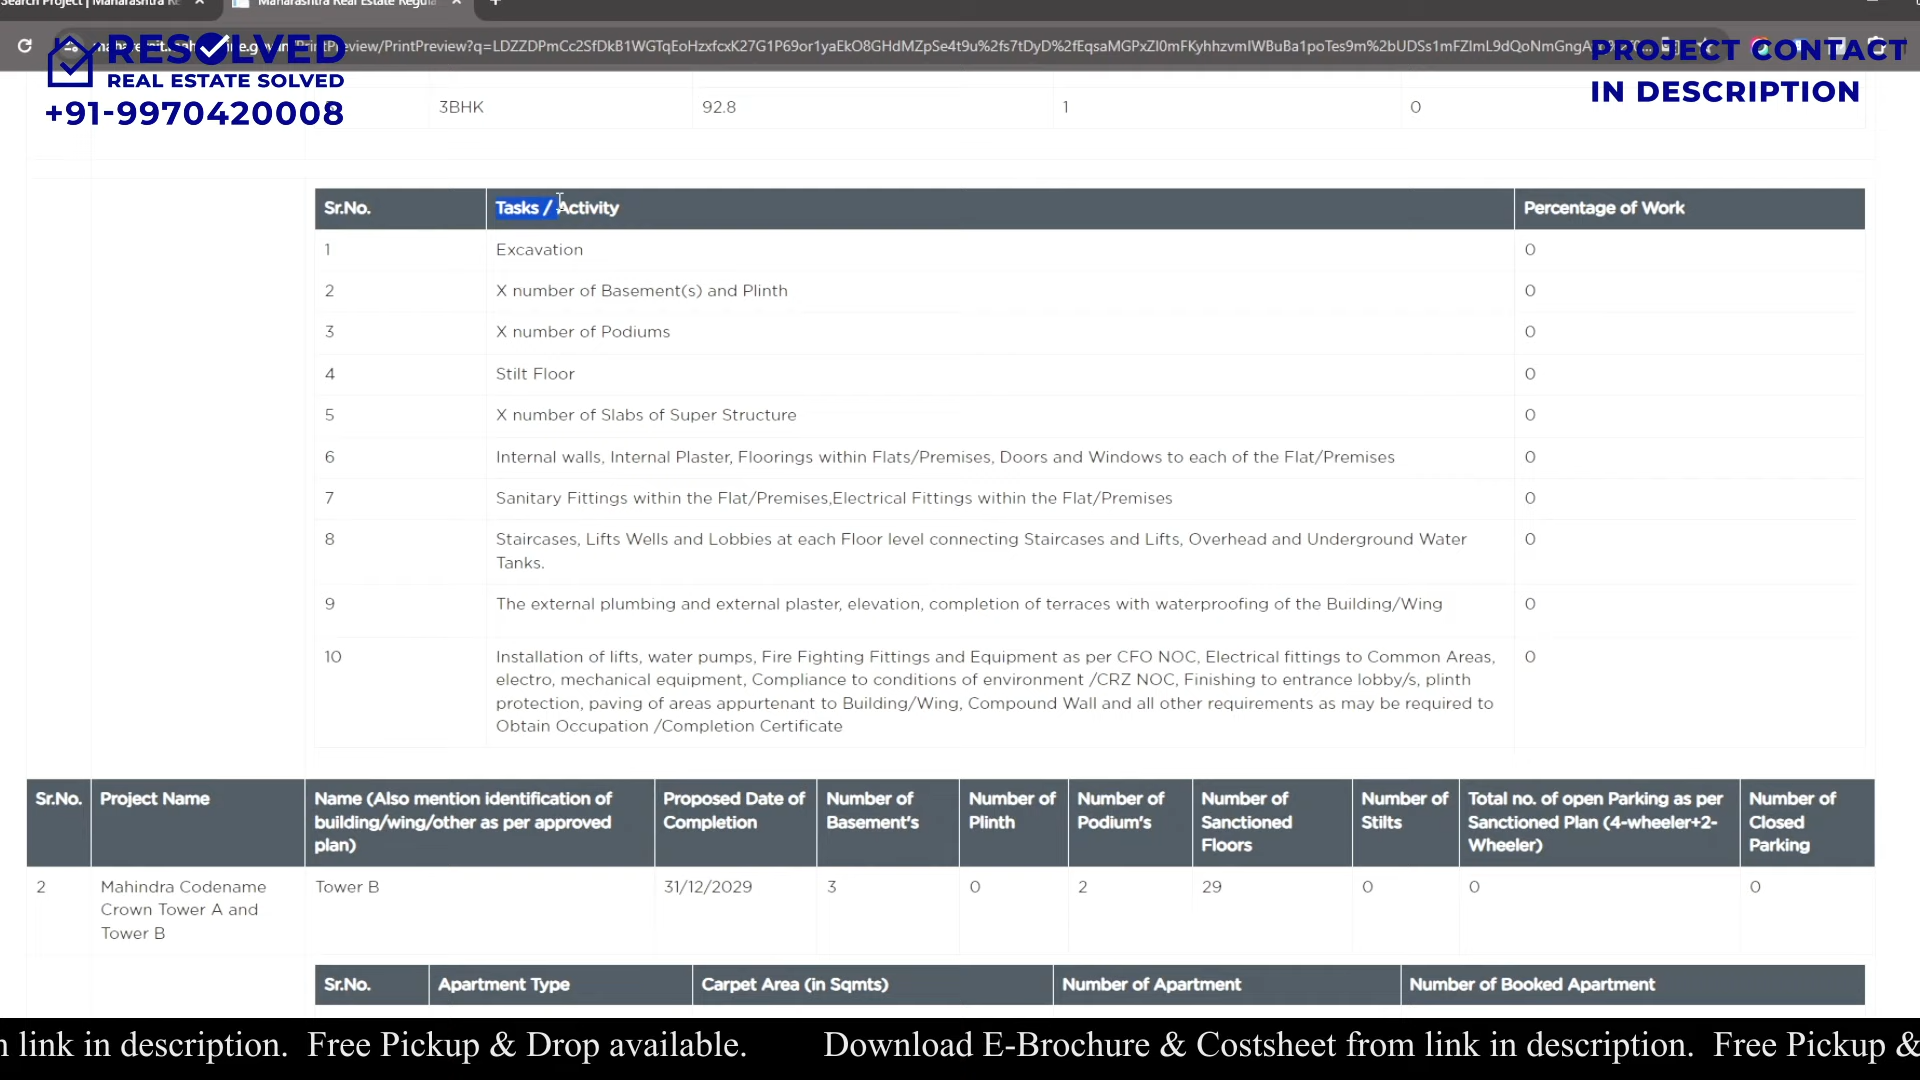 RESOLVED
REAL ESTATE SOLVED
+91-9970420008
PROJECT CONTACT
IN DESCRIPTION
3BHK 92.8 1 0
Sr.No. Tasks / Activity Percentage of Work
1 Excavation 0
2 X number of Basement(s) and Plinth 0
3 X number of Podiums 0
4 Stilt Floor 0
5 X number of Slabs of Super Structure 0
6 Internal walls, Internal Plaster, Floorings within Flats/Premises, Doors and Windows to each of the Flat/Premises 0
7 Sanitary Fittings within the Flat/Premises,Electrical Fittings within the Flat/Premises 0
8 Staircases, Lifts Wells and Lobbies at each Floor level connecting Staircases and Lifts, Overhead and Underground Water 0
Tanks.
9 The external plumbing and external plaster, elevation, completion of terraces with waterproofing of the Building/Wing 0
10 Installation of lifts, water pumps, Fire Fighting Fittings and Equipment as per CFO NOC, Electrical fittings to Common Areas, 0
electro, mechanical equipment, Compliance to conditions of environment /CRZ NOC, Finishing to entrance lobby/s, plinth
protection, paving of areas appurtenant to Building/Wing, Compound Wall and all other requirements as may be required to
Obtain Occupation /Completion Certificate
Sr.No. Project Name Name (Also mention identification of Proposed Date of Number of Number of Number of Number of Number of Total no. of open Parking as per Number of
building/wing/other as per approved Completion Basement's Plinth Podium's Sanctioned Stilts Sanctioned Plan (4-wheeler+2- Closed
plan) Floors Wheeler) Parking
2 Mahindra Codename Tower B 31/12/2029 3 0 2 29 0 0 0
Crown Tower A and
Tower B
Sr.No. Apartment Type Carpet Area (in Sqmts) Number of Apartment Number of Booked Apartment
link in description. Free Pickup & Drop available. Download E-Brochure & Costsheet from link in description. Free Pickup &